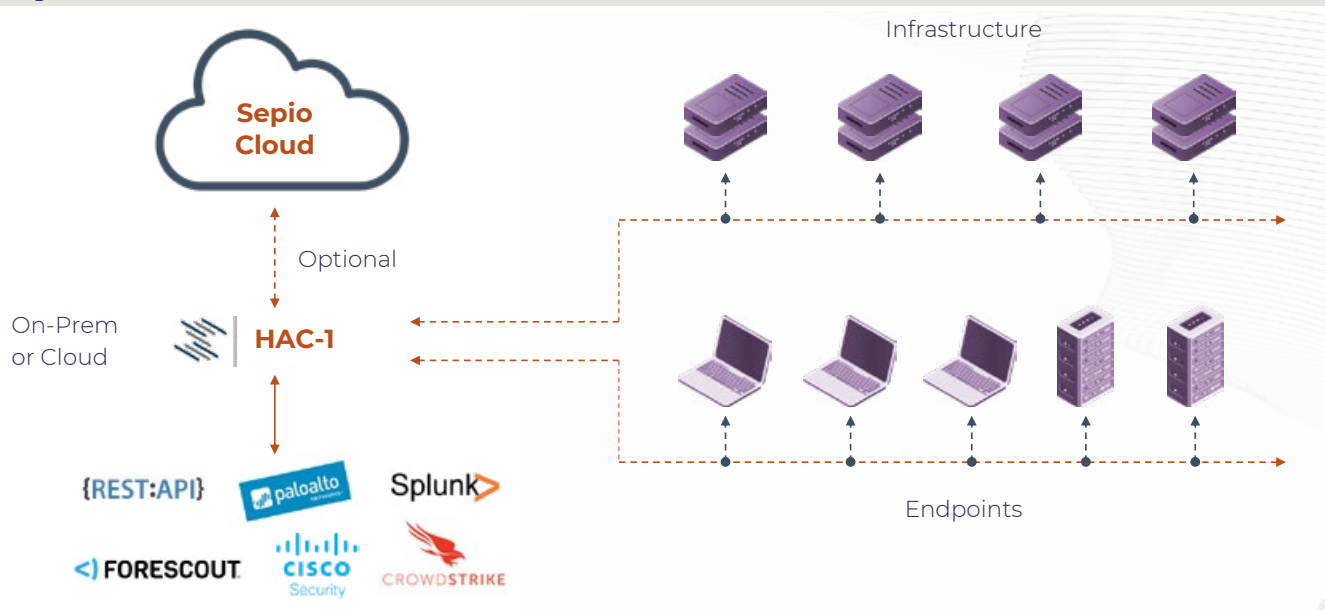 Infrastructure
Sepio
Cloud
Optional
On-Prem
or Cloud
HAC-1
{REST:API}
paloalto
Splunk>
Endpoints
<) FORESCOUT
CISCO
Security
CROWDSTRIKE